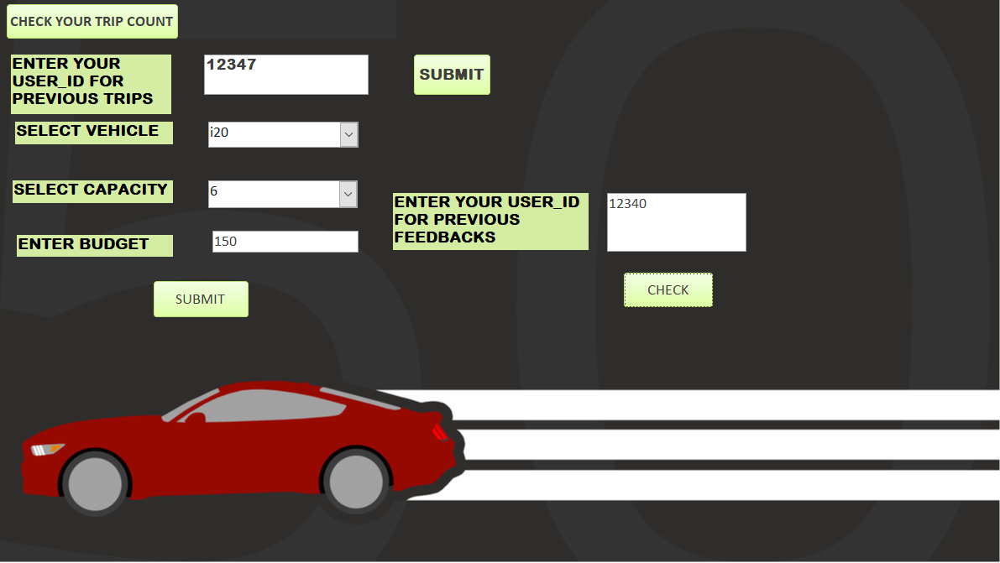 CHECK YOUR TRIP COUNT
ENTER YOUR
USER_ID FOR
PREVIOUS TRIPS
12347
SUBMIT
SELECT VEHICLE
i20
SELECT CAPACITY
6
ENTER BUDGET
150
SUBMIT
ENTER YOUR USER_ID
FOR PREVIOUS
FEEDBACKS
12340
CHECK